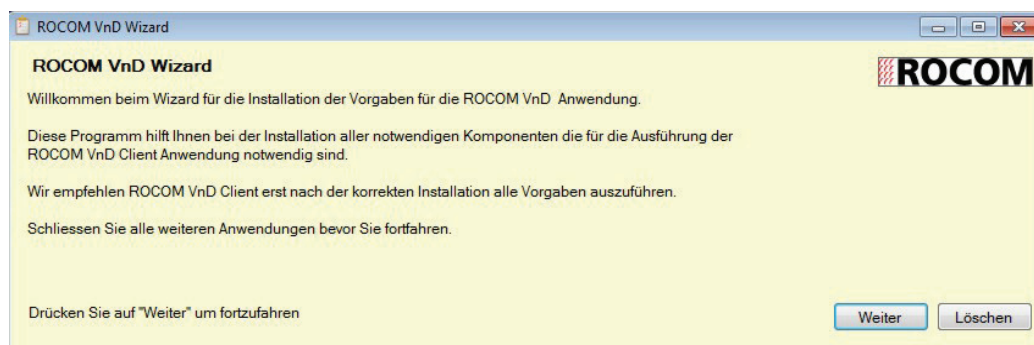 ROCOM VnD Wizard
ROCOM VnD Wizard
ROCOM
Willkommen beim Wizard für die Installation der Vorgaben für die ROCOM VnD Anwendung.
Diese Programm hilft Ihnen bei der Installation aller notwendigen Komponenten die für die Ausführung der
ROCOM VnD Client Anwendung notwendig sind.
Wir empfehlen ROCOM VnD Client erst nach der korrekten Installation alle Vorgaben auszuführen.
Schliessen Sie alle weiteren Anwendungen bevor Sie fortfahren.
Drücken Sie auf "Weiter" um fortzufahren
Weiter
Löschen